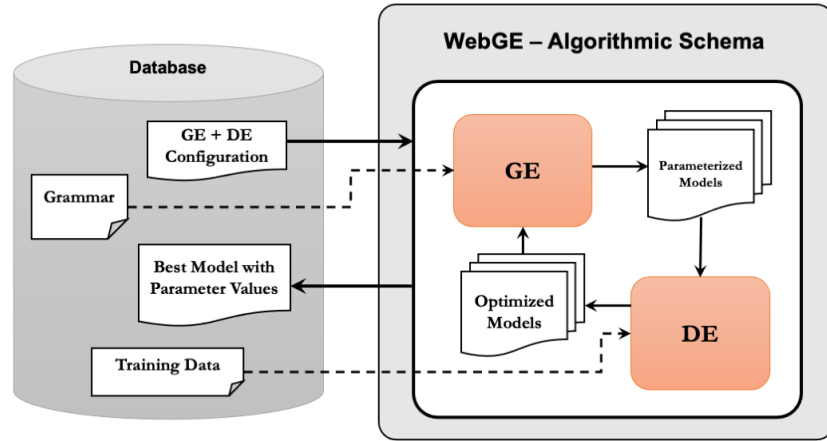 WebGE – Algorithmic Schema
Database
GE + DE
Configuration
Grammar
Best Model with
Parameter Values
Training Data
GE
Parameterized
Models
Optimized
Models
DE